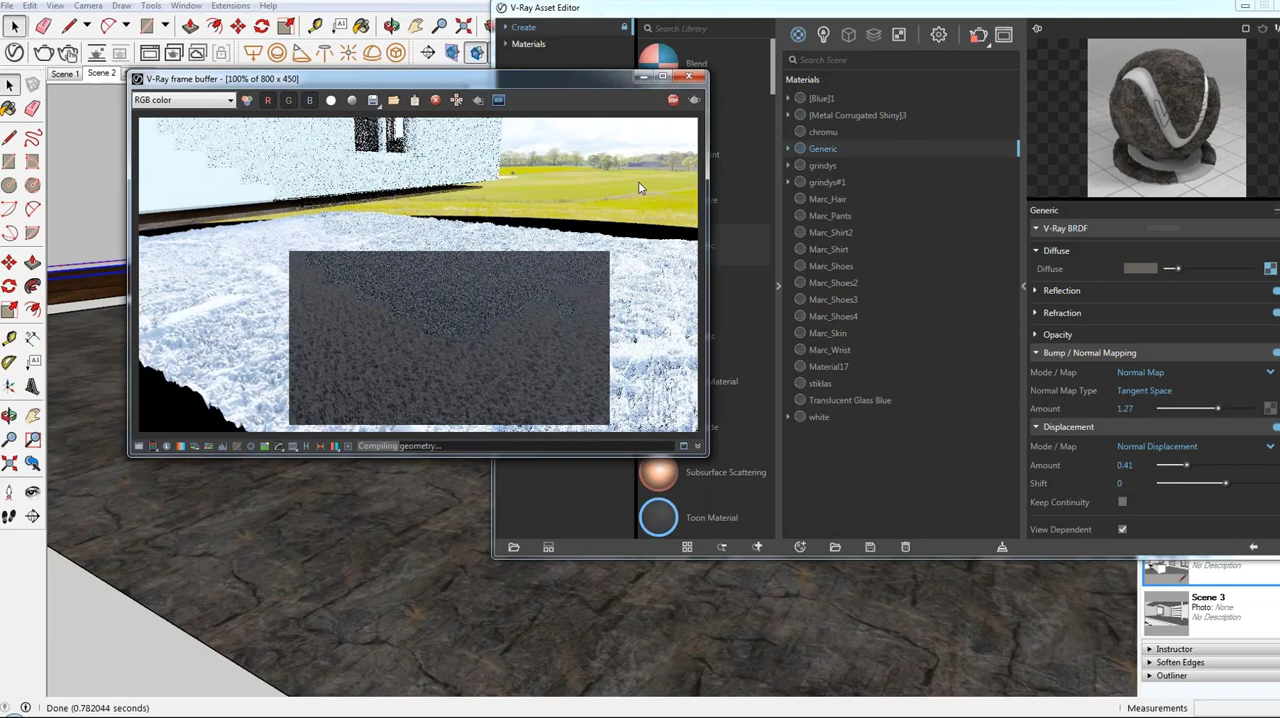 File Edit View Camera Draw Tools Window Extensions Help
V-Ray Asset Editor
Create
Search Library
Materials
Blend
Search Scene
Scene 1 Scene 2
V-Ray frame buffer - [100% of 800 x 450]
RGB color
R G B
Materials
[Blue]1
[Metal Corrugated Shiny]3
chromu
Generic
grindys
grindys#1
Marc_Hair
Marc_Pants
Marc_Shirt2
Marc_Shirt
Marc_Shoes
Marc_Shoes2
Marc_Shoes3
Marc_Shoes4
Marc_Skin
Marc_Wrist
Material17
stiklas
Translucent Glass Blue
white
Generic
V-Ray BRDF
Diffuse
Diffuse
Reflection
Refraction
Opacity
Bump / Normal Mapping
Mode / Map Normal Map
Normal Map Type Tangent Space
Amount 1.27
Displacement
Mode / Map Normal Displacement
Amount 0.41
Shift 0
Keep Continuity
View Dependent
Compiling geometry...
Subsurface Scattering
Toon Material
No Description
Scene 3
Photo: None
No Description
Instructor
Soften Edges
Outliner
Done (0.782044 seconds)
Measurements